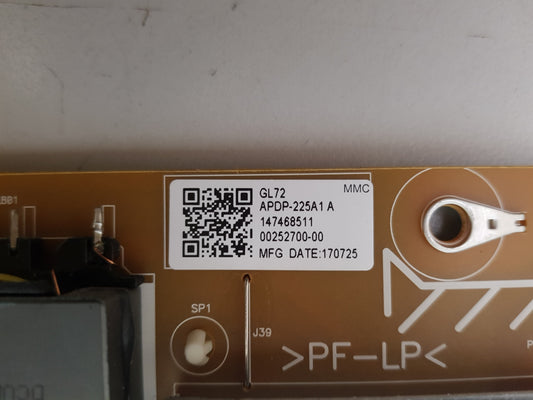 GL72 MMC
APDP-225A1 A
147468511
00252700-00
MFG DATE:170725
SP1
J39
>PF-LP<